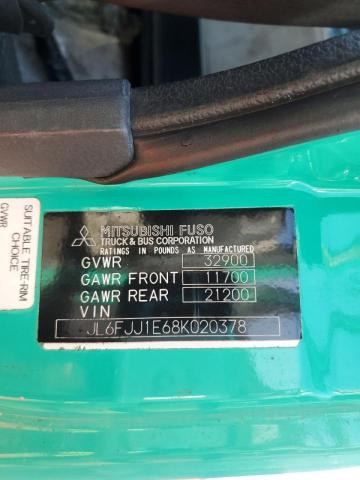 MITSUBISHI FUSO
TRUCK & BUS CORPORATION
RATINGS IN POUNDS AS MANUFACTURED
GVWR 32900
GAWR FRONT 11700
GAWR REAR 21200
VIN
JL6FJJ1E68K020378
SUITABLE TIRE-RIM
CHOICE
GVWR